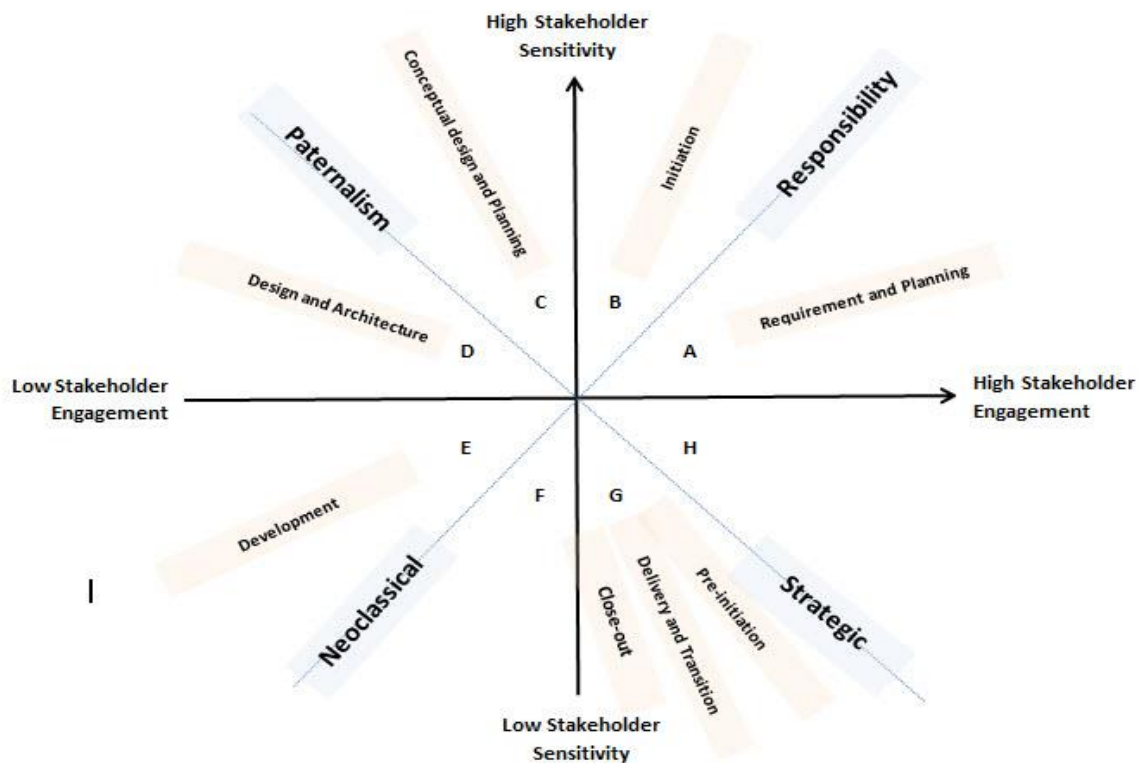 High Stakeholder
Sensitivity
Conceptual design and Planning
Initiation
Responsibility
Paternalism
Design and Architecture
Requirement and Planning
C
B
D
A
Low Stakeholder
Engagement
High Stakeholder
Engagement
E
H
F
G
Development
Neoclassical
Close-out
Delivery and Transition
Pre-initiation
Strategic
Low Stakeholder
Sensitivity